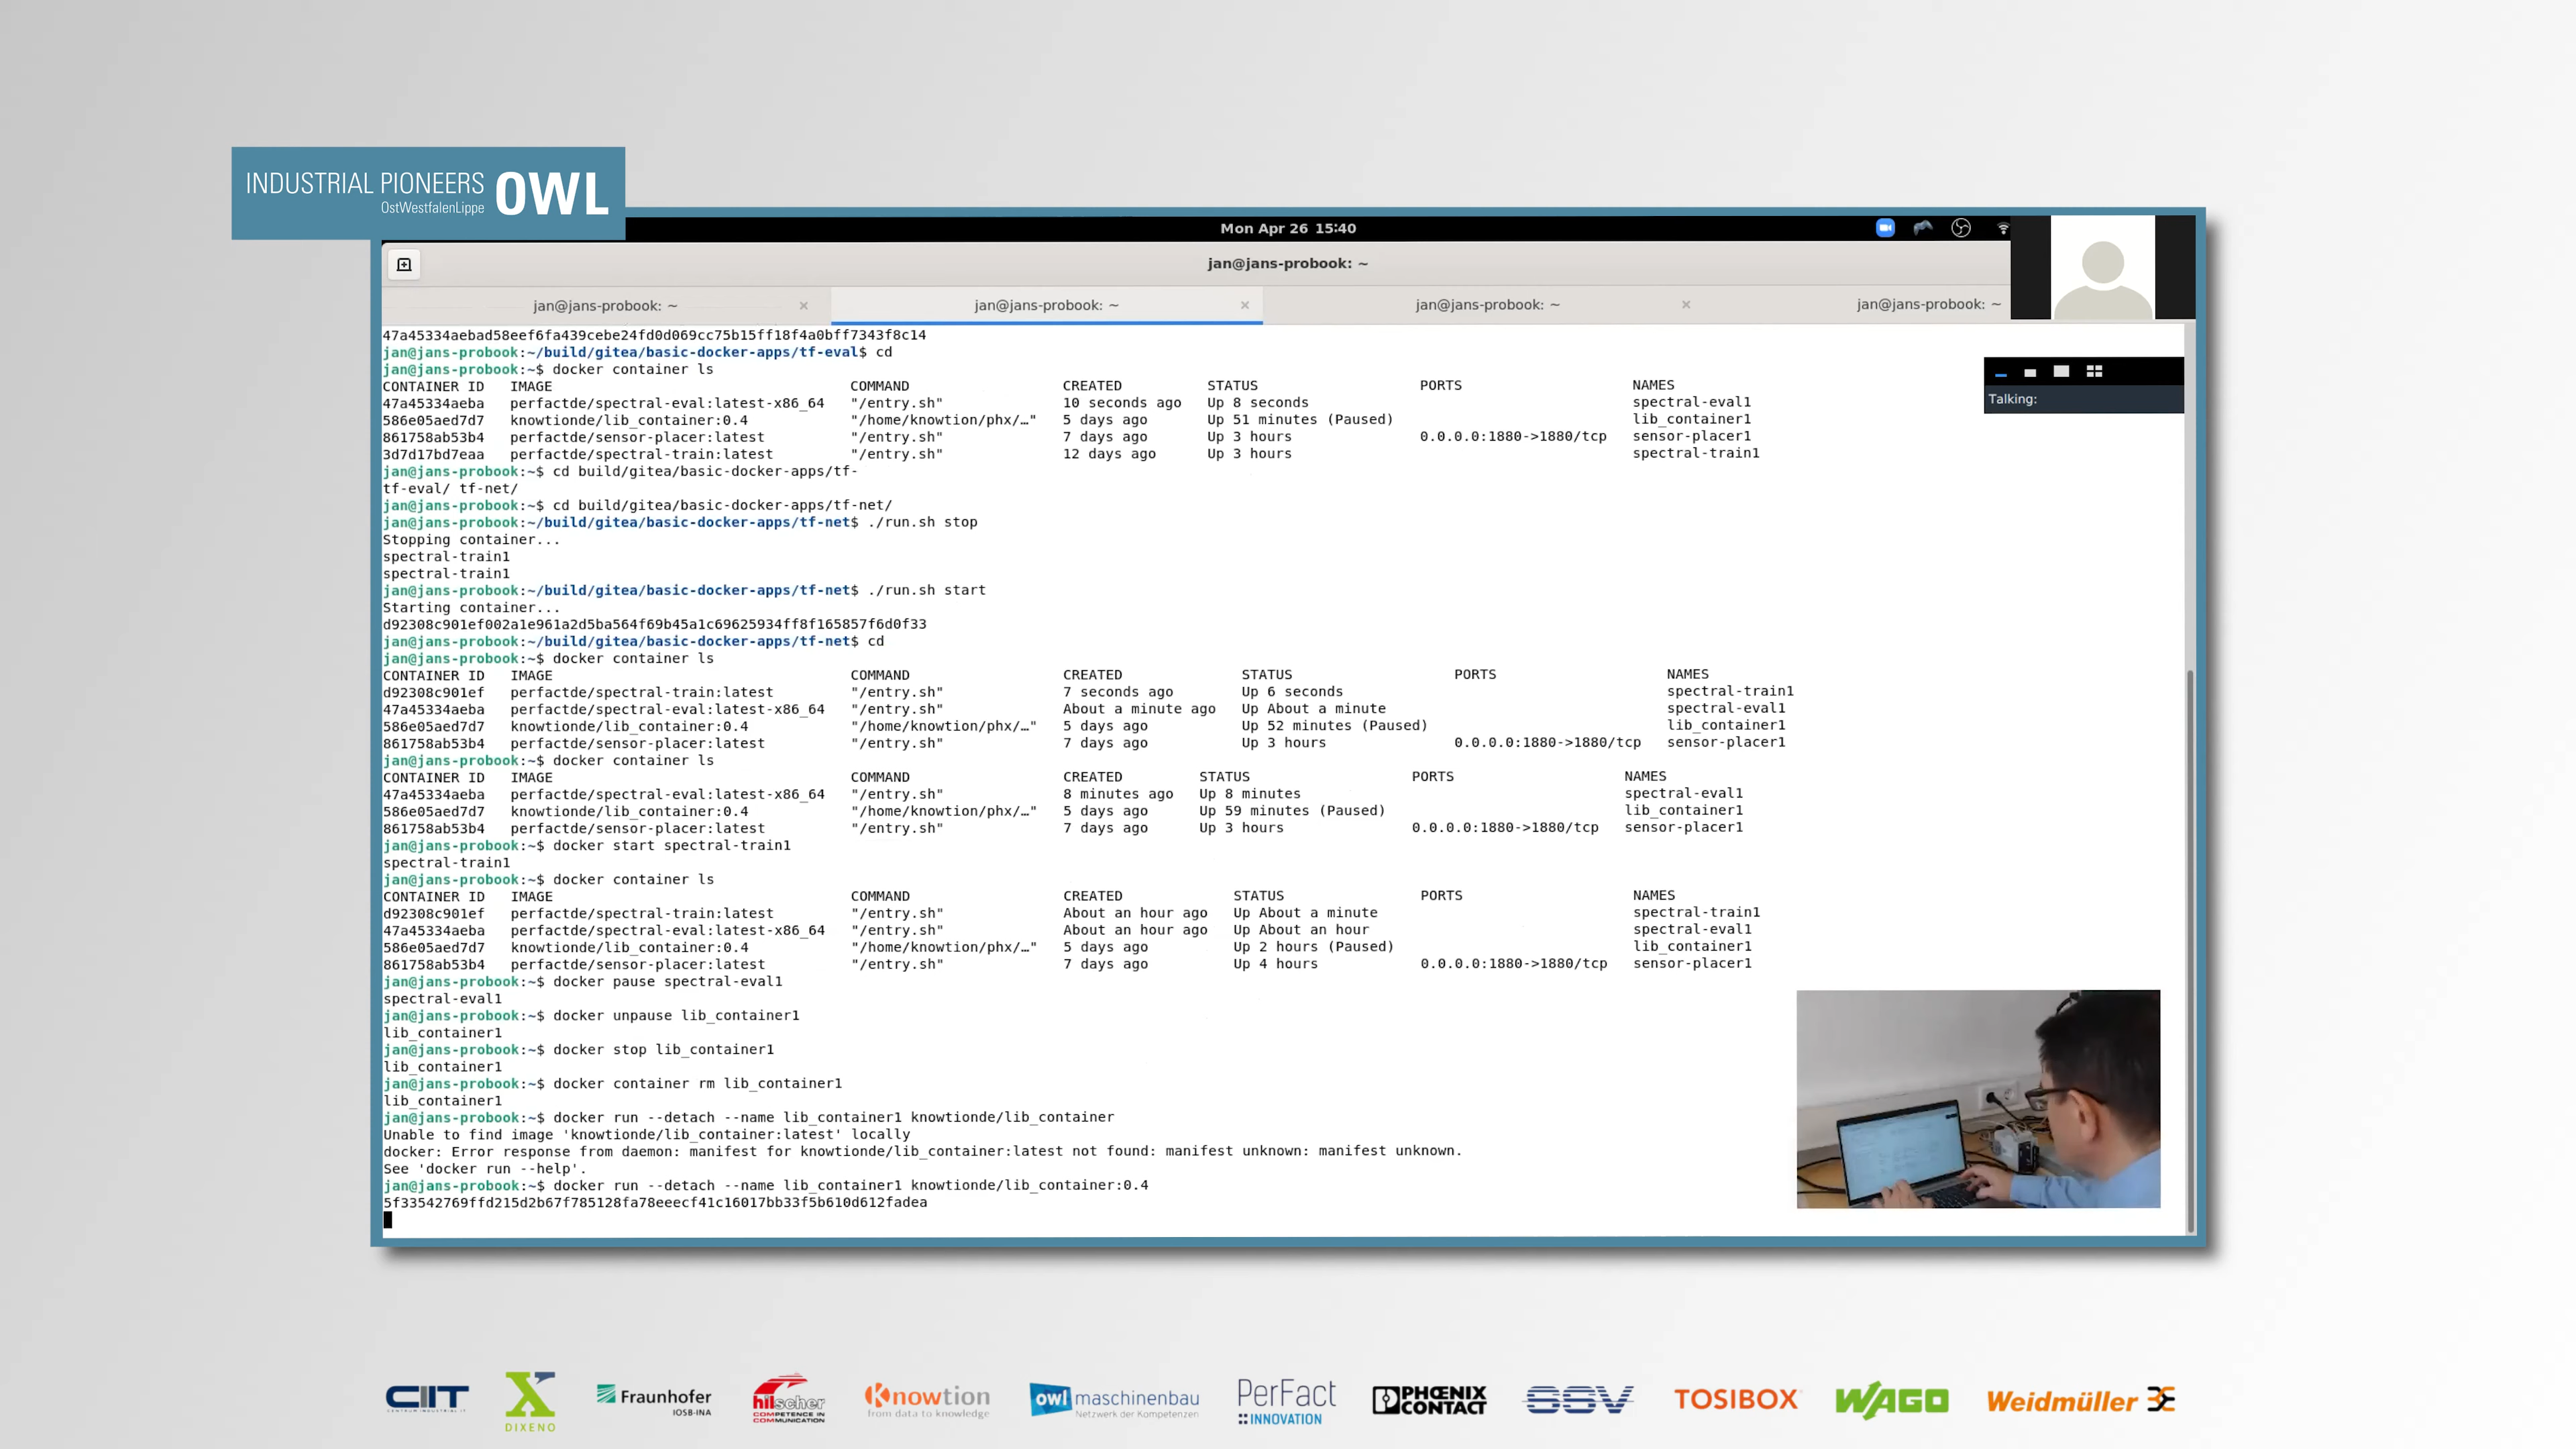 INDUSTRIAL PIONEERS OWL
OstWestfalenLippe
Mon Apr 26 15:40
jan@jans-probook: ~
jan@jans-probook: ~ × jan@jans-probook: ~ × jan@jans-probook: ~ × jan@jans-probook: ~
47a45334aebad58eef6fa439cebe24fd0d069cc75b15ff18f4a0bff7343f8c14
jan@jans-probook:~/build/gitea/basic-docker-apps/tf-eval$ cd
jan@jans-probook:~$ docker container ls
CONTAINER ID IMAGE COMMAND CREATED STATUS PORTS NAMES
47a45334aeba perfactde/spectral-eval:latest-x86_64 "/entry.sh" 10 seconds ago Up 8 seconds spectral-eval1
586e05aed7d7 knowtionde/lib_container:0.4 "/home/knowtion/phx/…" 5 days ago Up 51 minutes (Paused) lib_container1
861758ab53b4 perfactde/sensor-placer:latest "/entry.sh" 7 days ago Up 3 hours 0.0.0.0:1880->1880/tcp sensor-placer1
3d7d17bd7eaa perfactde/spectral-train:latest "/entry.sh" 12 days ago Up 3 hours spectral-train1
jan@jans-probook:~$ cd build/gitea/basic-docker-apps/tf-
tf-eval/ tf-net/
jan@jans-probook:~$ cd build/gitea/basic-docker-apps/tf-net/
jan@jans-probook:~/build/gitea/basic-docker-apps/tf-net$ ./run.sh stop
Stopping container...
spectral-train1
spectral-train1
jan@jans-probook:~/build/gitea/basic-docker-apps/tf-net$ ./run.sh start
Starting container...
d92308c901ef002a1e961a2d5ba564f69b45a1c69625934ff8f165857f6d0f33
jan@jans-probook:~/build/gitea/basic-docker-apps/tf-net$ cd
jan@jans-probook:~$ docker container ls
CONTAINER ID IMAGE COMMAND CREATED STATUS PORTS NAMES
d92308c901ef perfactde/spectral-train:latest "/entry.sh" 7 seconds ago Up 6 seconds spectral-train1
47a45334aeba perfactde/spectral-eval:latest-x86_64 "/entry.sh" About a minute ago Up About a minute spectral-eval1
586e05aed7d7 knowtionde/lib_container:0.4 "/home/knowtion/phx/…" 5 days ago Up 52 minutes (Paused) lib_container1
861758ab53b4 perfactde/sensor-placer:latest "/entry.sh" 7 days ago Up 3 hours 0.0.0.0:1880->1880/tcp sensor-placer1
jan@jans-probook:~$ docker container ls
CONTAINER ID IMAGE COMMAND CREATED STATUS PORTS NAMES
47a45334aeba perfactde/spectral-eval:latest-x86_64 "/entry.sh" 8 minutes ago Up 8 minutes spectral-eval1
586e05aed7d7 knowtionde/lib_container:0.4 "/home/knowtion/phx/…" 5 days ago Up 59 minutes (Paused) lib_container1
861758ab53b4 perfactde/sensor-placer:latest "/entry.sh" 7 days ago Up 3 hours 0.0.0.0:1880->1880/tcp sensor-placer1
jan@jans-probook:~$ docker start spectral-train1
spectral-train1
jan@jans-probook:~$ docker container ls
CONTAINER ID IMAGE COMMAND CREATED STATUS PORTS NAMES
d92308c901ef perfactde/spectral-train:latest "/entry.sh" About an hour ago Up About a minute spectral-train1
47a45334aeba perfactde/spectral-eval:latest-x86_64 "/entry.sh" About an hour ago Up About an hour spectral-eval1
586e05aed7d7 knowtionde/lib_container:0.4 "/home/knowtion/phx/…" 5 days ago Up 2 hours (Paused) lib_container1
861758ab53b4 perfactde/sensor-placer:latest "/entry.sh" 7 days ago Up 4 hours 0.0.0.0:1880->1880/tcp sensor-placer1
jan@jans-probook:~$ docker pause spectral-eval1
spectral-eval1
jan@jans-probook:~$ docker unpause lib_container1
lib_container1
jan@jans-probook:~$ docker stop lib_container1
lib_container1
jan@jans-probook:~$ docker container rm lib_container1
lib_container1
jan@jans-probook:~$ docker run --detach --name lib_container1 knowtionde/lib_container
Unable to find image 'knowtionde/lib_container:latest' locally
docker: Error response from daemon: manifest for knowtionde/lib_container:latest not found: manifest unknown: manifest unknown.
See 'docker run --help'.
jan@jans-probook:~$ docker run --detach --name lib_container1 knowtionde/lib_container:0.4
5f33542769ffd215d2b67f785128fa78eeecf41c16017bb33f5b610d612fadea
Talking:
CIIT
CENTRUM INDUSTRIAL IT
DIXENO
Fraunhofer
IOSB-INA
hilscher
COMPETENCE IN
COMMUNICATION
Knowtion
from data to knowledge
owl maschinenbau
Netzwerk der Kompetenzen
PerFact
INNOVATION
PHŒNIX
CONTACT
SSV
TOSIBOX
WAGO
Weidmüller